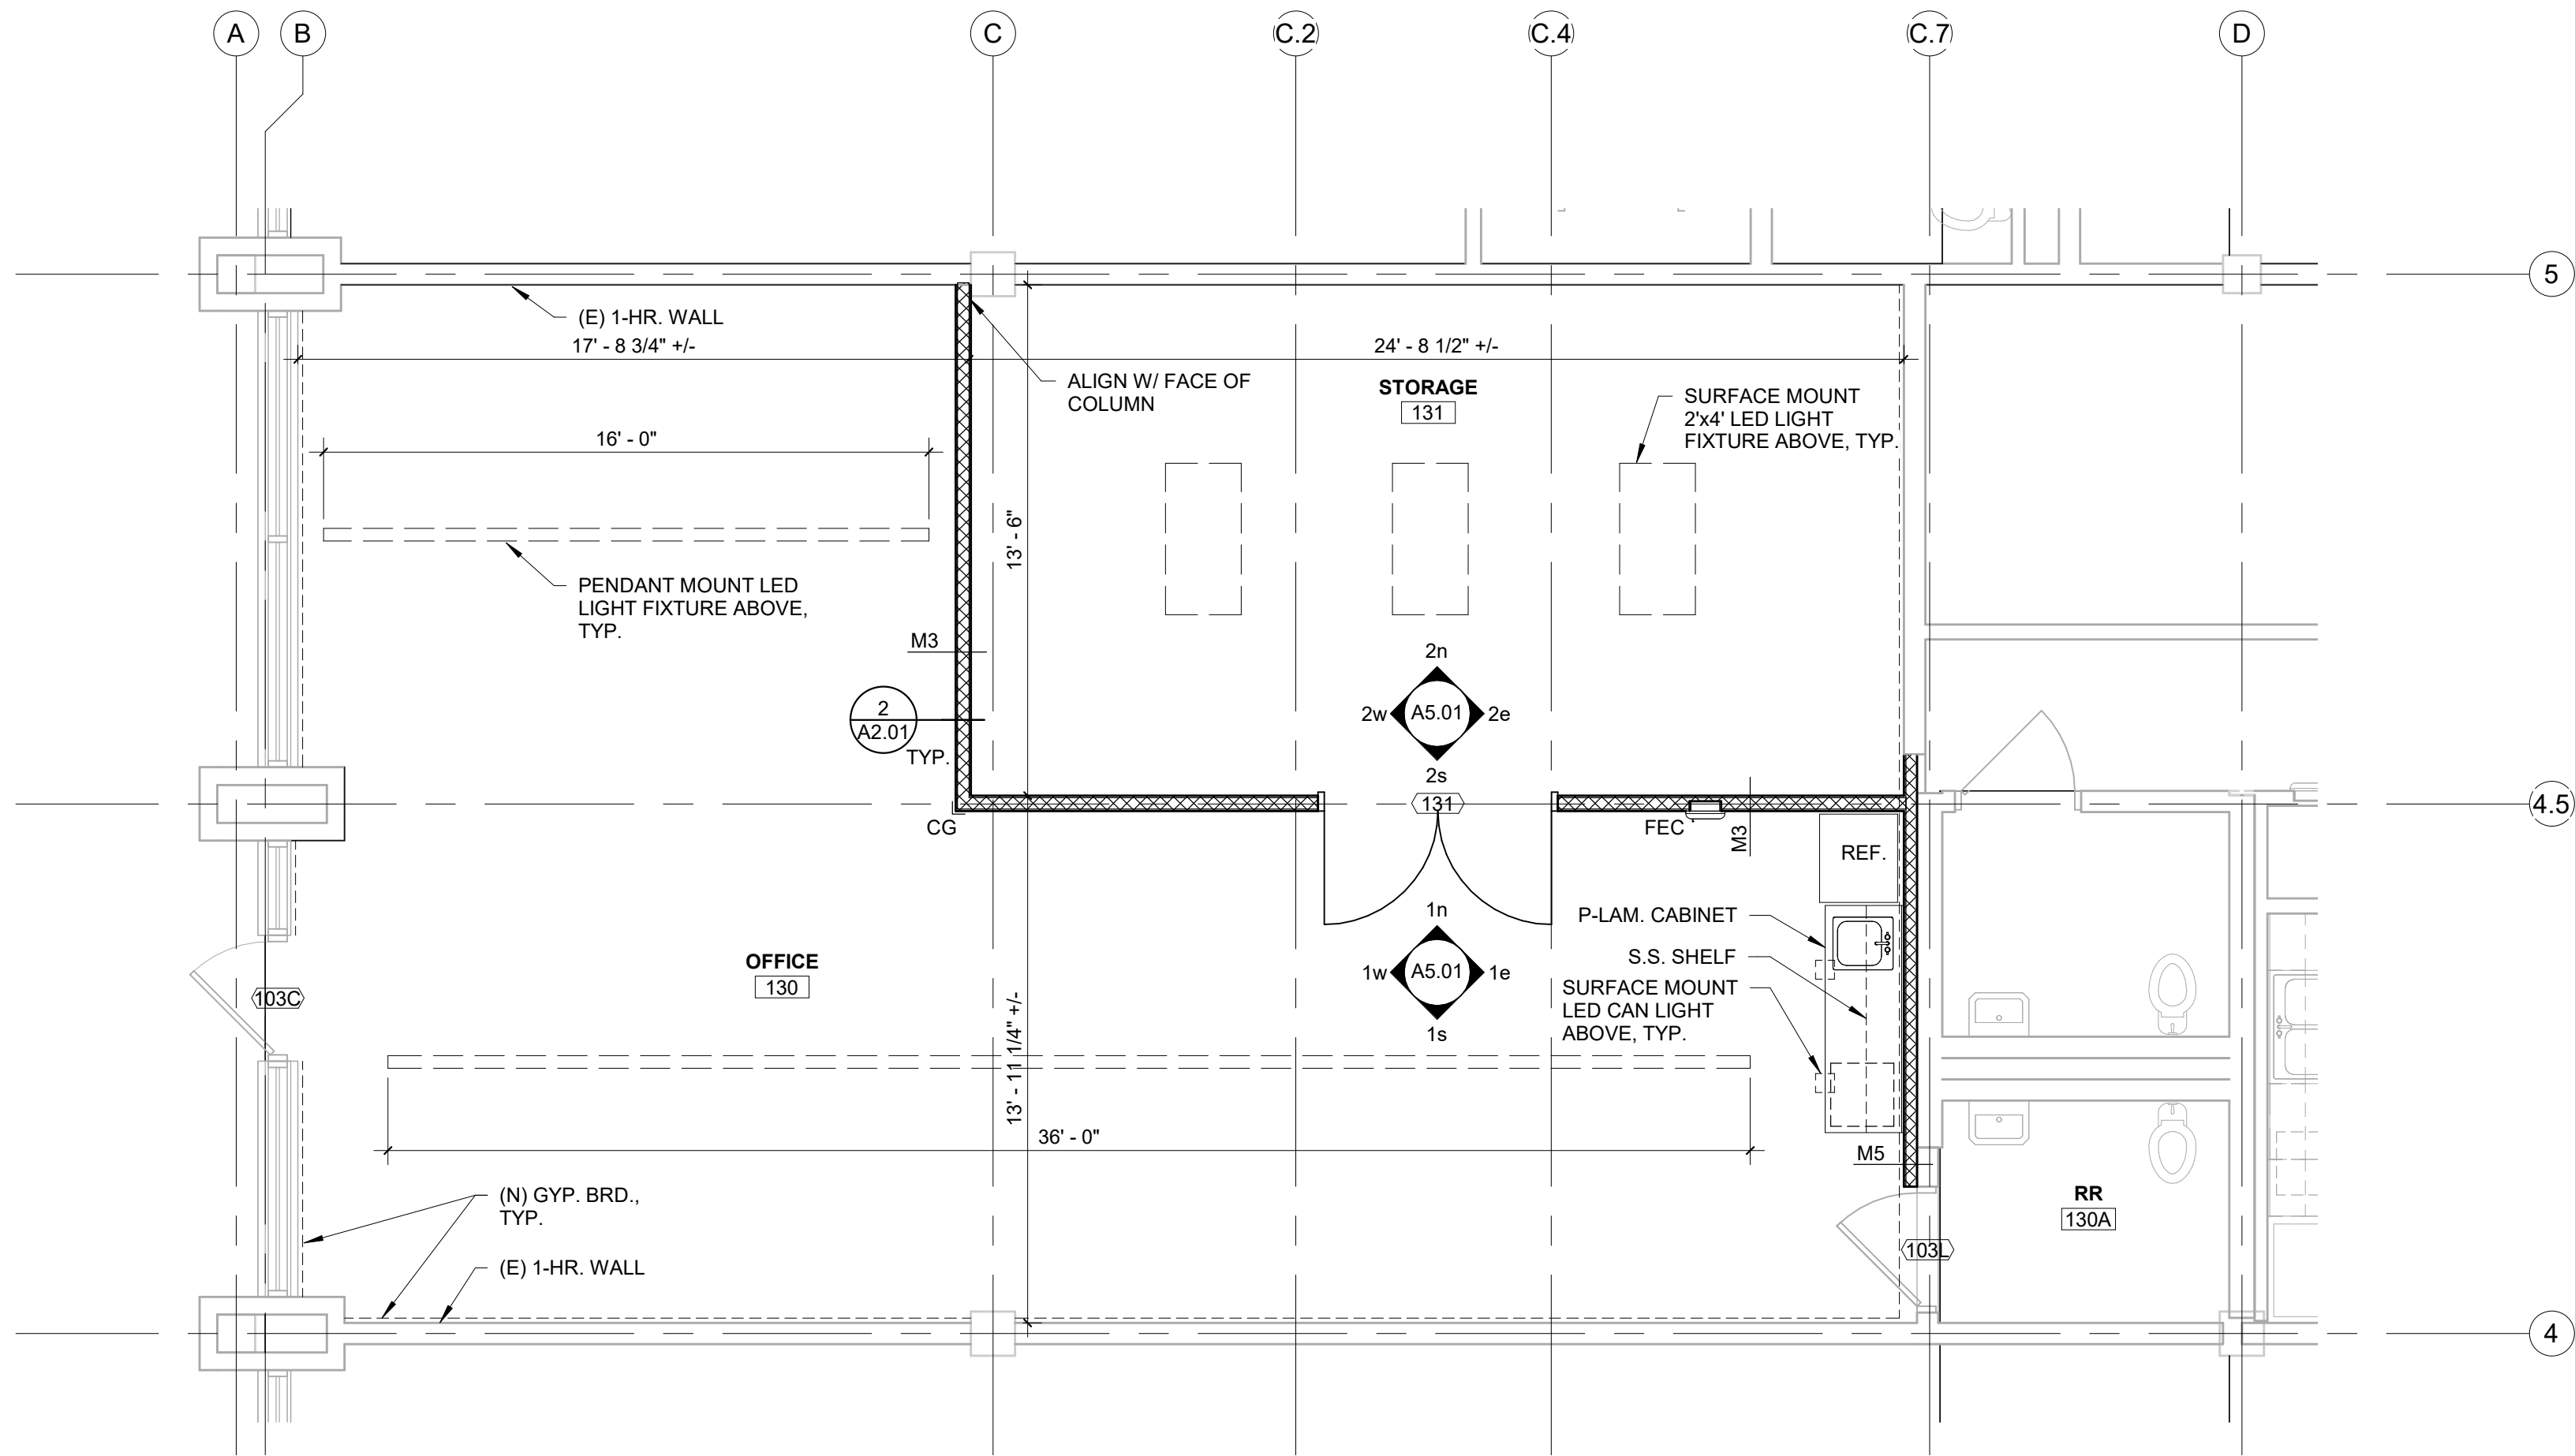 A
B
C
C.2
C.4
C.7
D
5
(E) 1-HR. WALL
17' - 8 3/4" +/-
24' - 8 1/2" +/-
ALIGN W/ FACE OF
COLUMN
STORAGE
131
SURFACE MOUNT
2'x4' LED LIGHT
FIXTURE ABOVE, TYP.
16' - 0"
13' - 6"
PENDANT MOUNT LED
LIGHT FIXTURE ABOVE,
TYP.
M3
2n
2w
A5.01
2e
2s
2
A2.01
TYP.
131
4.5
CG
FEC
M3
REF.
P-LAM. CABINET
1n
1w
A5.01
1e
1s
S.S. SHELF
OFFICE
130
103C
SURFACE MOUNT
LED CAN LIGHT
ABOVE, TYP.
13' - 11 1/4" +/-
36' - 0"
M5
(N) GYP. BRD.,
TYP.
RR
130A
103L
(E) 1-HR. WALL
4